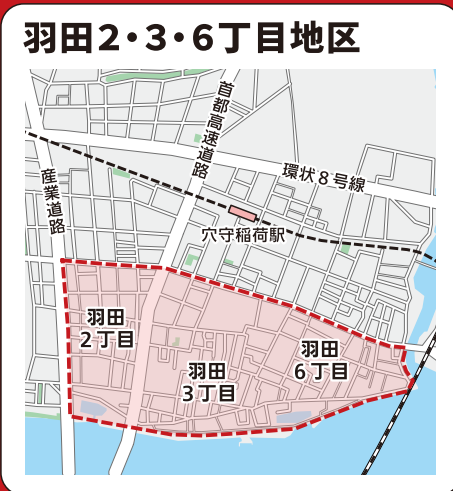 羽田2・3・6丁目地区
首都高速道路
環状8号線
産業道路
穴守稲荷駅
羽田
2丁目
羽田
3丁目
羽田
6丁目